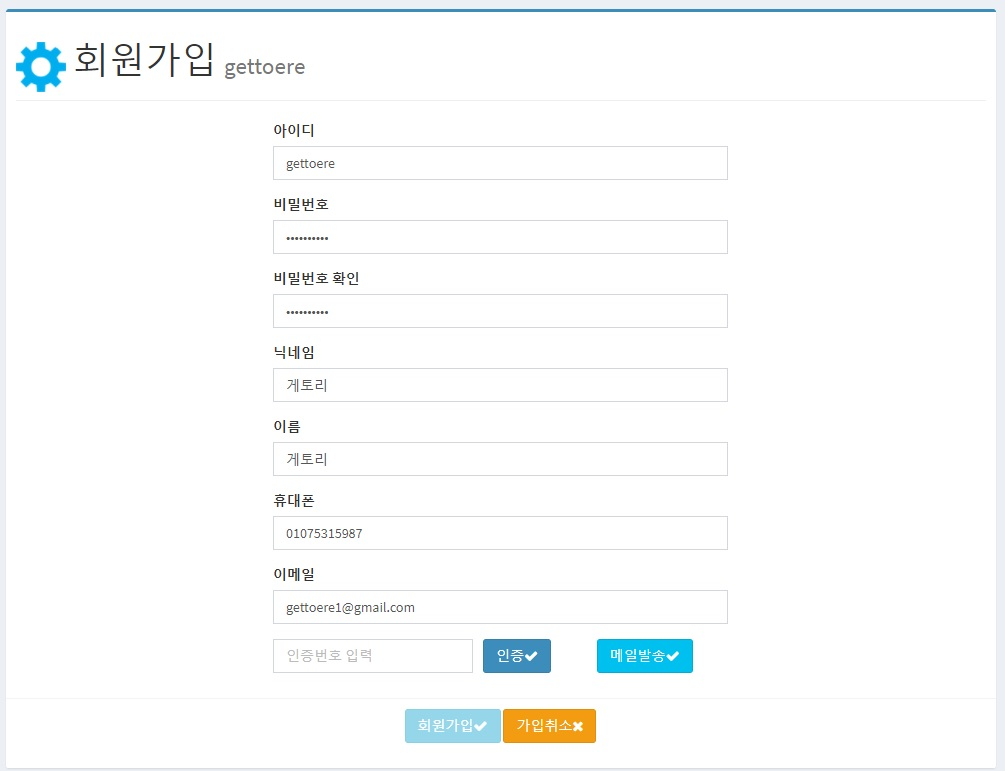 회원가입 gettoere
아이디
gettoere
비밀번호
••••••••••
비밀번호 확인
••••••••••
닉네임
게토리
이름
게토리
휴대폰
01075315987
이메일
gettoere1@gmail.com
인증번호 입력 인증 메일발송
회원가입 가입취소